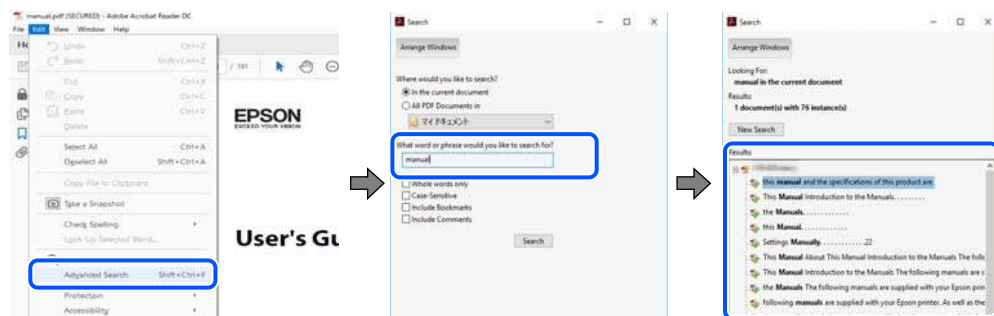 manual.pdf (SECURED) - Adobe Acrobat Reader DC
File Edit View Window Help
Undo Ctrl+Z
Redo Shift+Ctrl+Z
Cut Ctrl+X
Copy Ctrl+C
Paste Ctrl+V
Delete
Select All Ctrl+A
Deselect All Shift+Ctrl+A
Copy File to Clipboard
Take a Snapshot
Check Spelling
Look Up Selected Word...
Advanced Search Shift+Ctrl+F
Protection
Accessibility
/ 191
EPSON
EXCEED YOUR VISION
User's Gu
Search
Arrange Windows
Where would you like to search?
In the current document
All PDF Documents in
マイ ドキュメント
What word or phrase would you like to search for?
manual
Whole words only
Case-Sensitive
Include Bookmarks
Include Comments
Search
Search
Arrange Windows
Looking For:
manual in the current document
Results:
1 document(s) with 76 instance(s)
New Search
Results:
this manual and the specifications of this product are
This Manual Introduction to the Manuals. . . . . . . . .
the Manuals. . . . . . . . . . . . .
this Manual. . . . . . . . . . . . .
Settings Manually. . . . . . . . . . . . .22
This Manual About This Manual Introduction to the Manuals The follo
This Manual Introduction to the Manuals The following manuals are s
the Manuals The following manuals are supplied with your Epson prin
following manuals are supplied with your Epson printer. As well as the